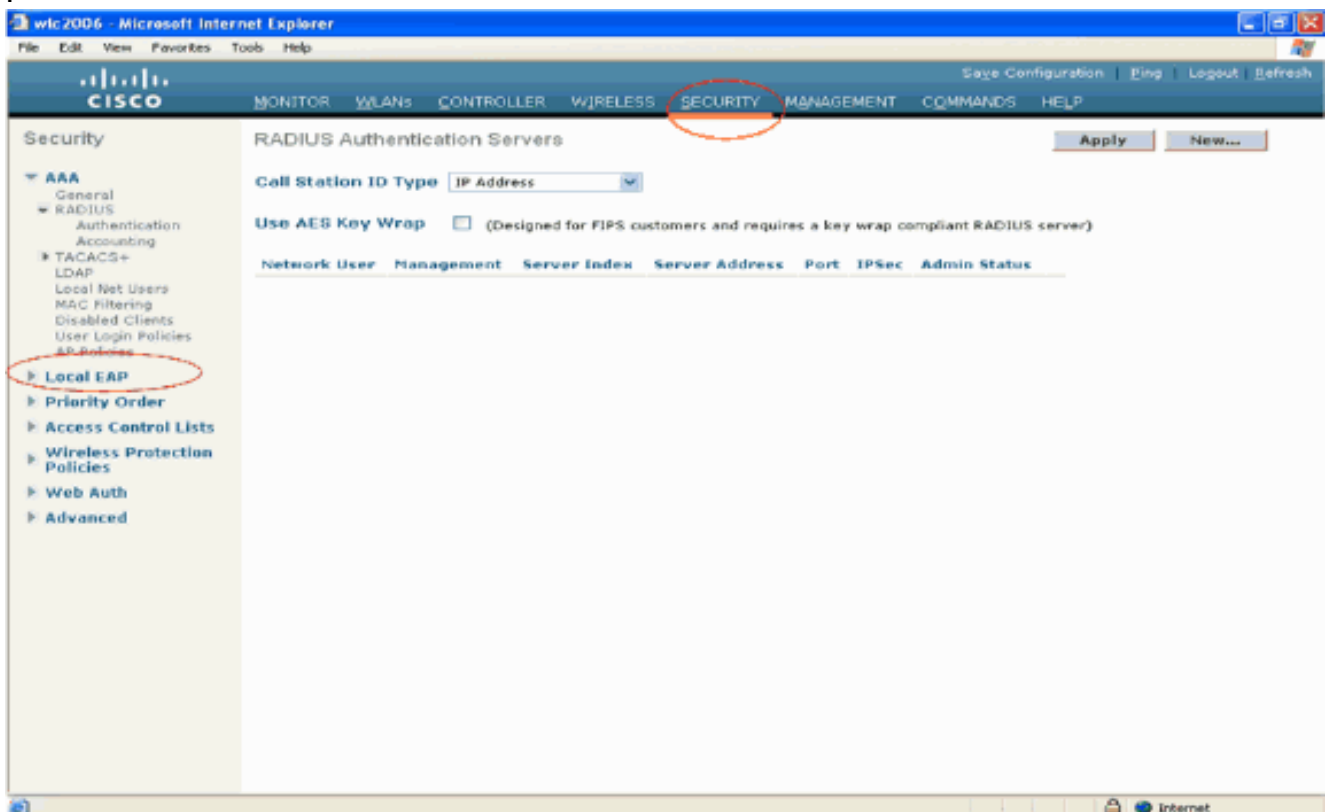 wlc2006 - Microsoft Internet Explorer
File Edit View Favorites Tools Help
Save Configuration | Ping | Logout | Refresh
CISCO
MONITOR WLANs CONTROLLER WIRELESS SECURITY MANAGEMENT COMMANDS HELP
Security
AAA
General
RADIUS
Authentication
Accounting
TACACS+
LDAP
Local Net Users
MAC Filtering
Disabled Clients
User Login Policies
AP Policies
Local EAP
Priority Order
Access Control Lists
Wireless Protection
Policies
Web Auth
Advanced
RADIUS Authentication Servers
Apply New...
Call Station ID Type IP Address
Use AES Key Wrap (Designed for FIPS customers and requires a key wrap compliant RADIUS server)
Network User Management Server Index Server Address Port IPSec Admin Status
Internet